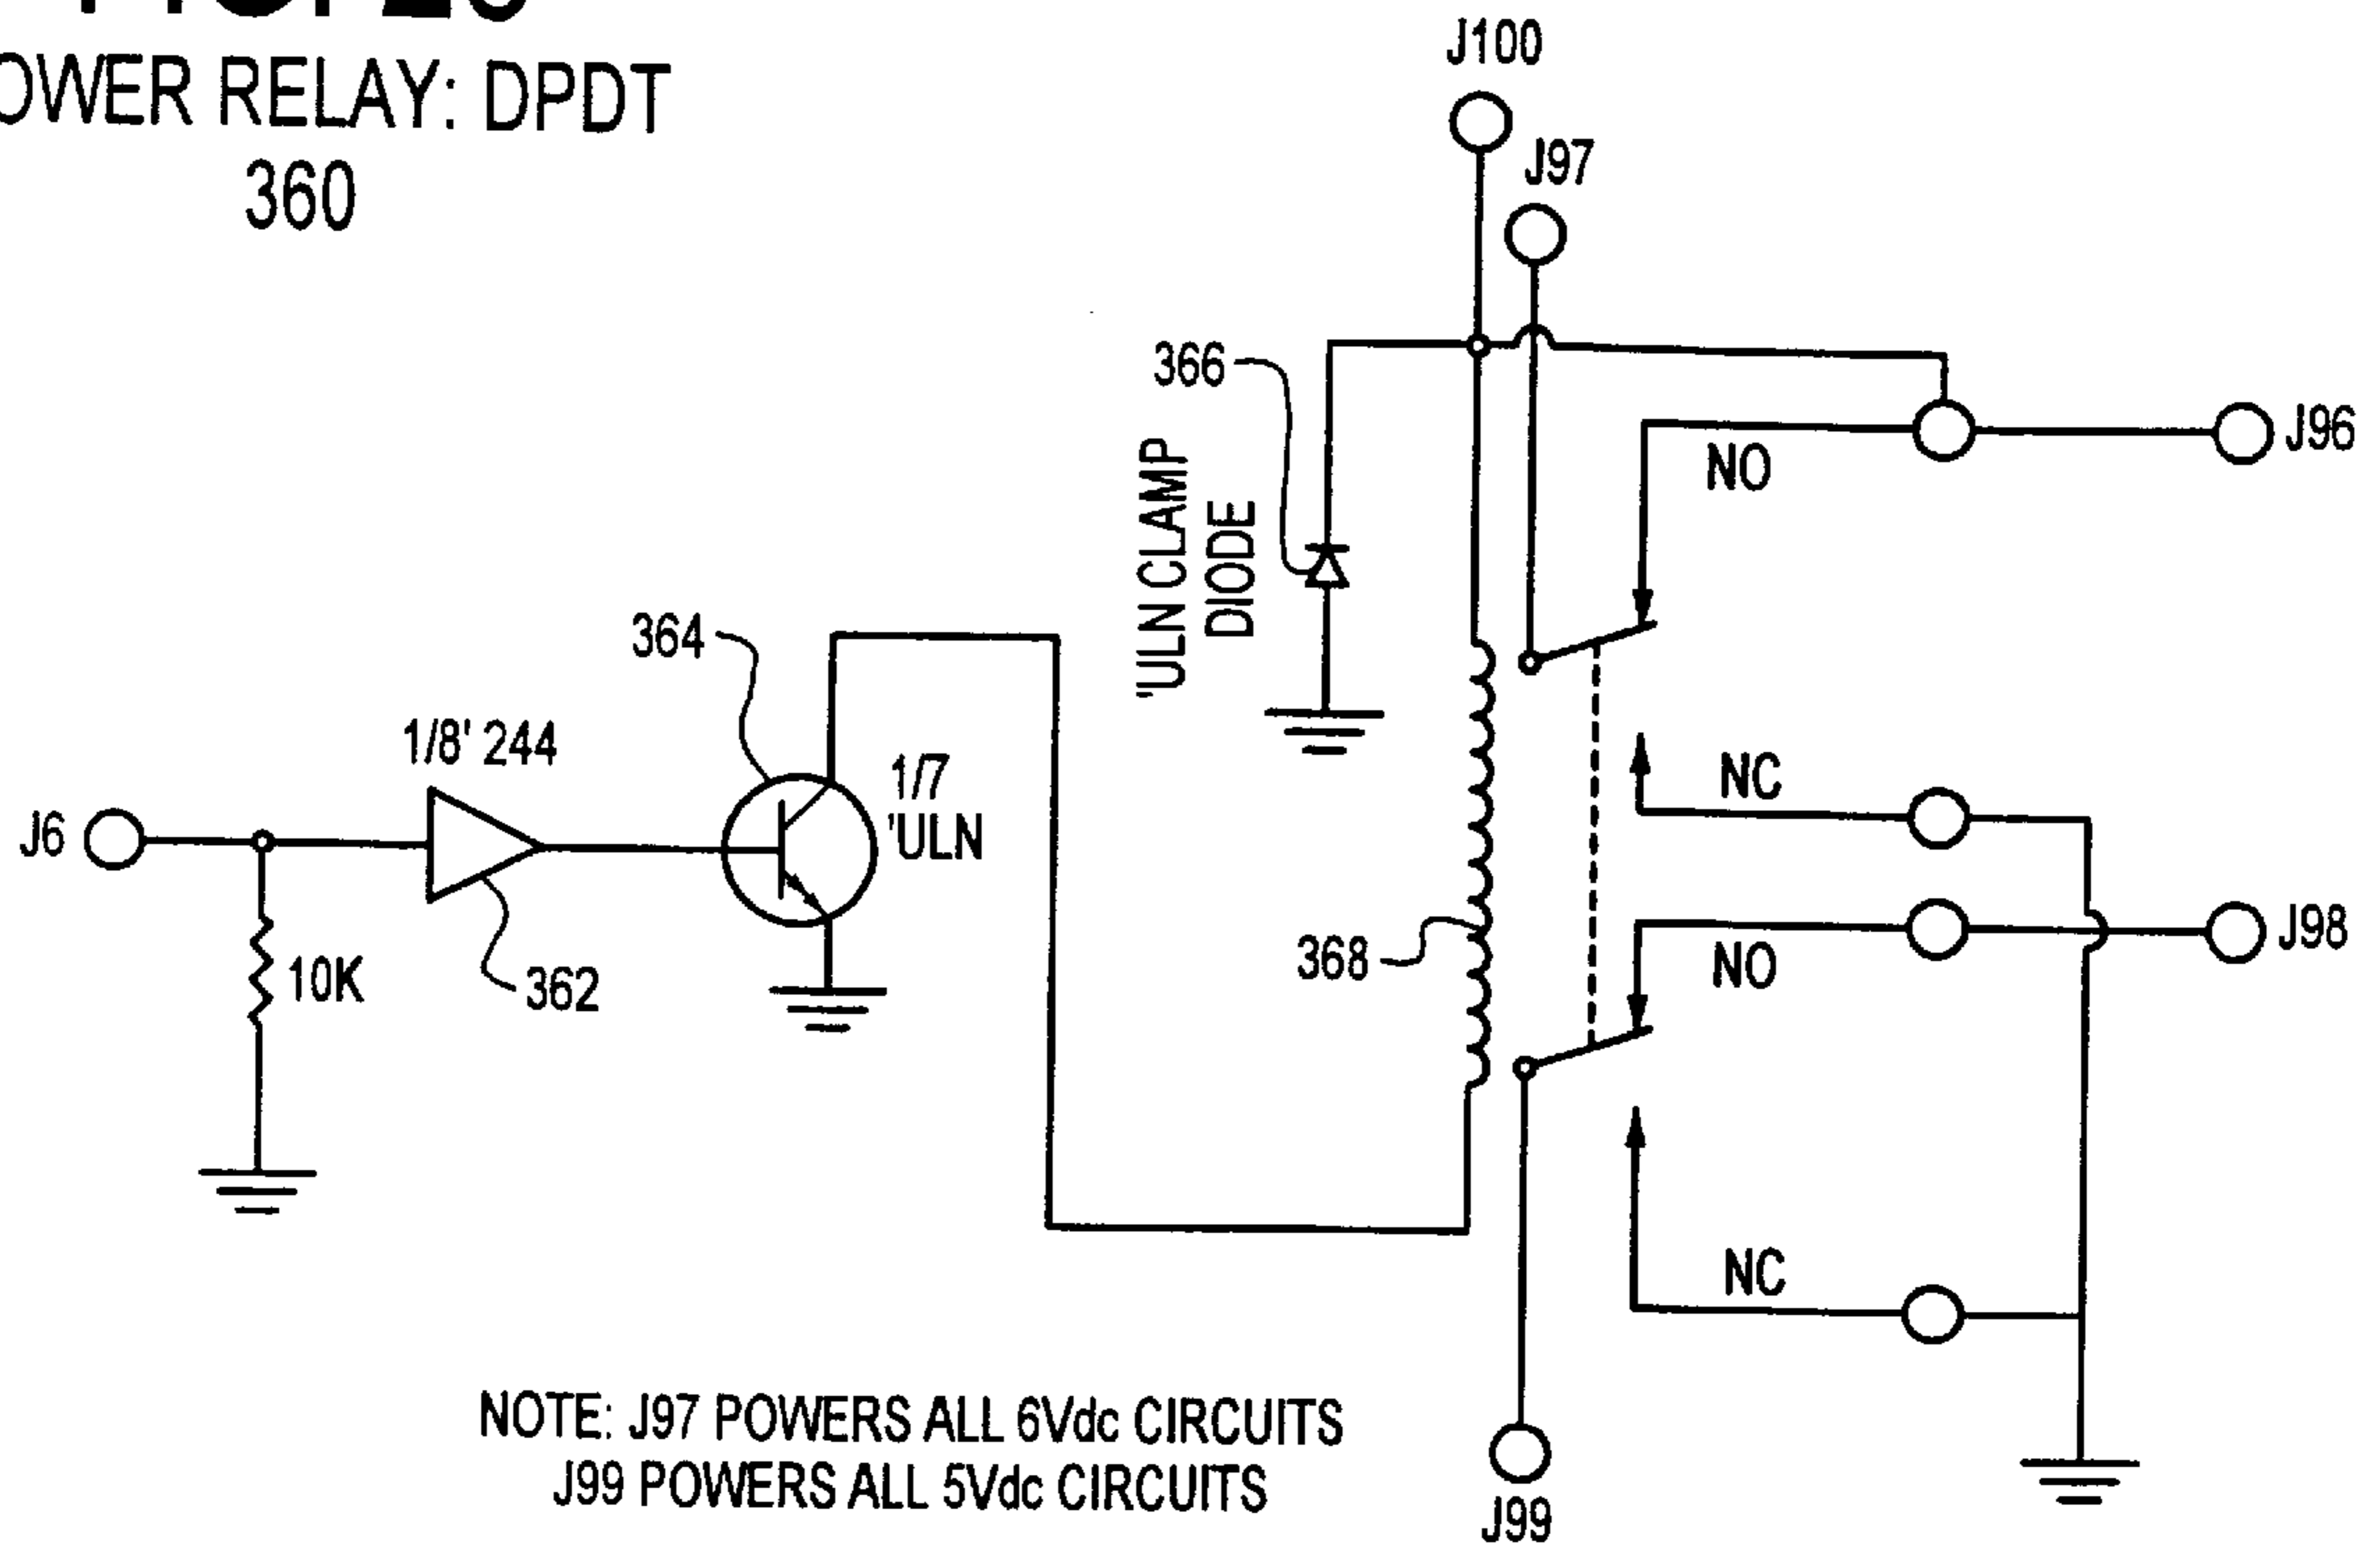 OWER RELAY: DPDT
360
J100
J97
366
'ULN CLAMP
DIODE
NO
J96
364
1/8' 244
1/7
'ULN
J6
10K
362
NC
368
NO
J98
NC
NOTE: J97 POWERS ALL 6Vdc CIRCUITS
J99 POWERS ALL 5Vdc CIRCUITS
J99